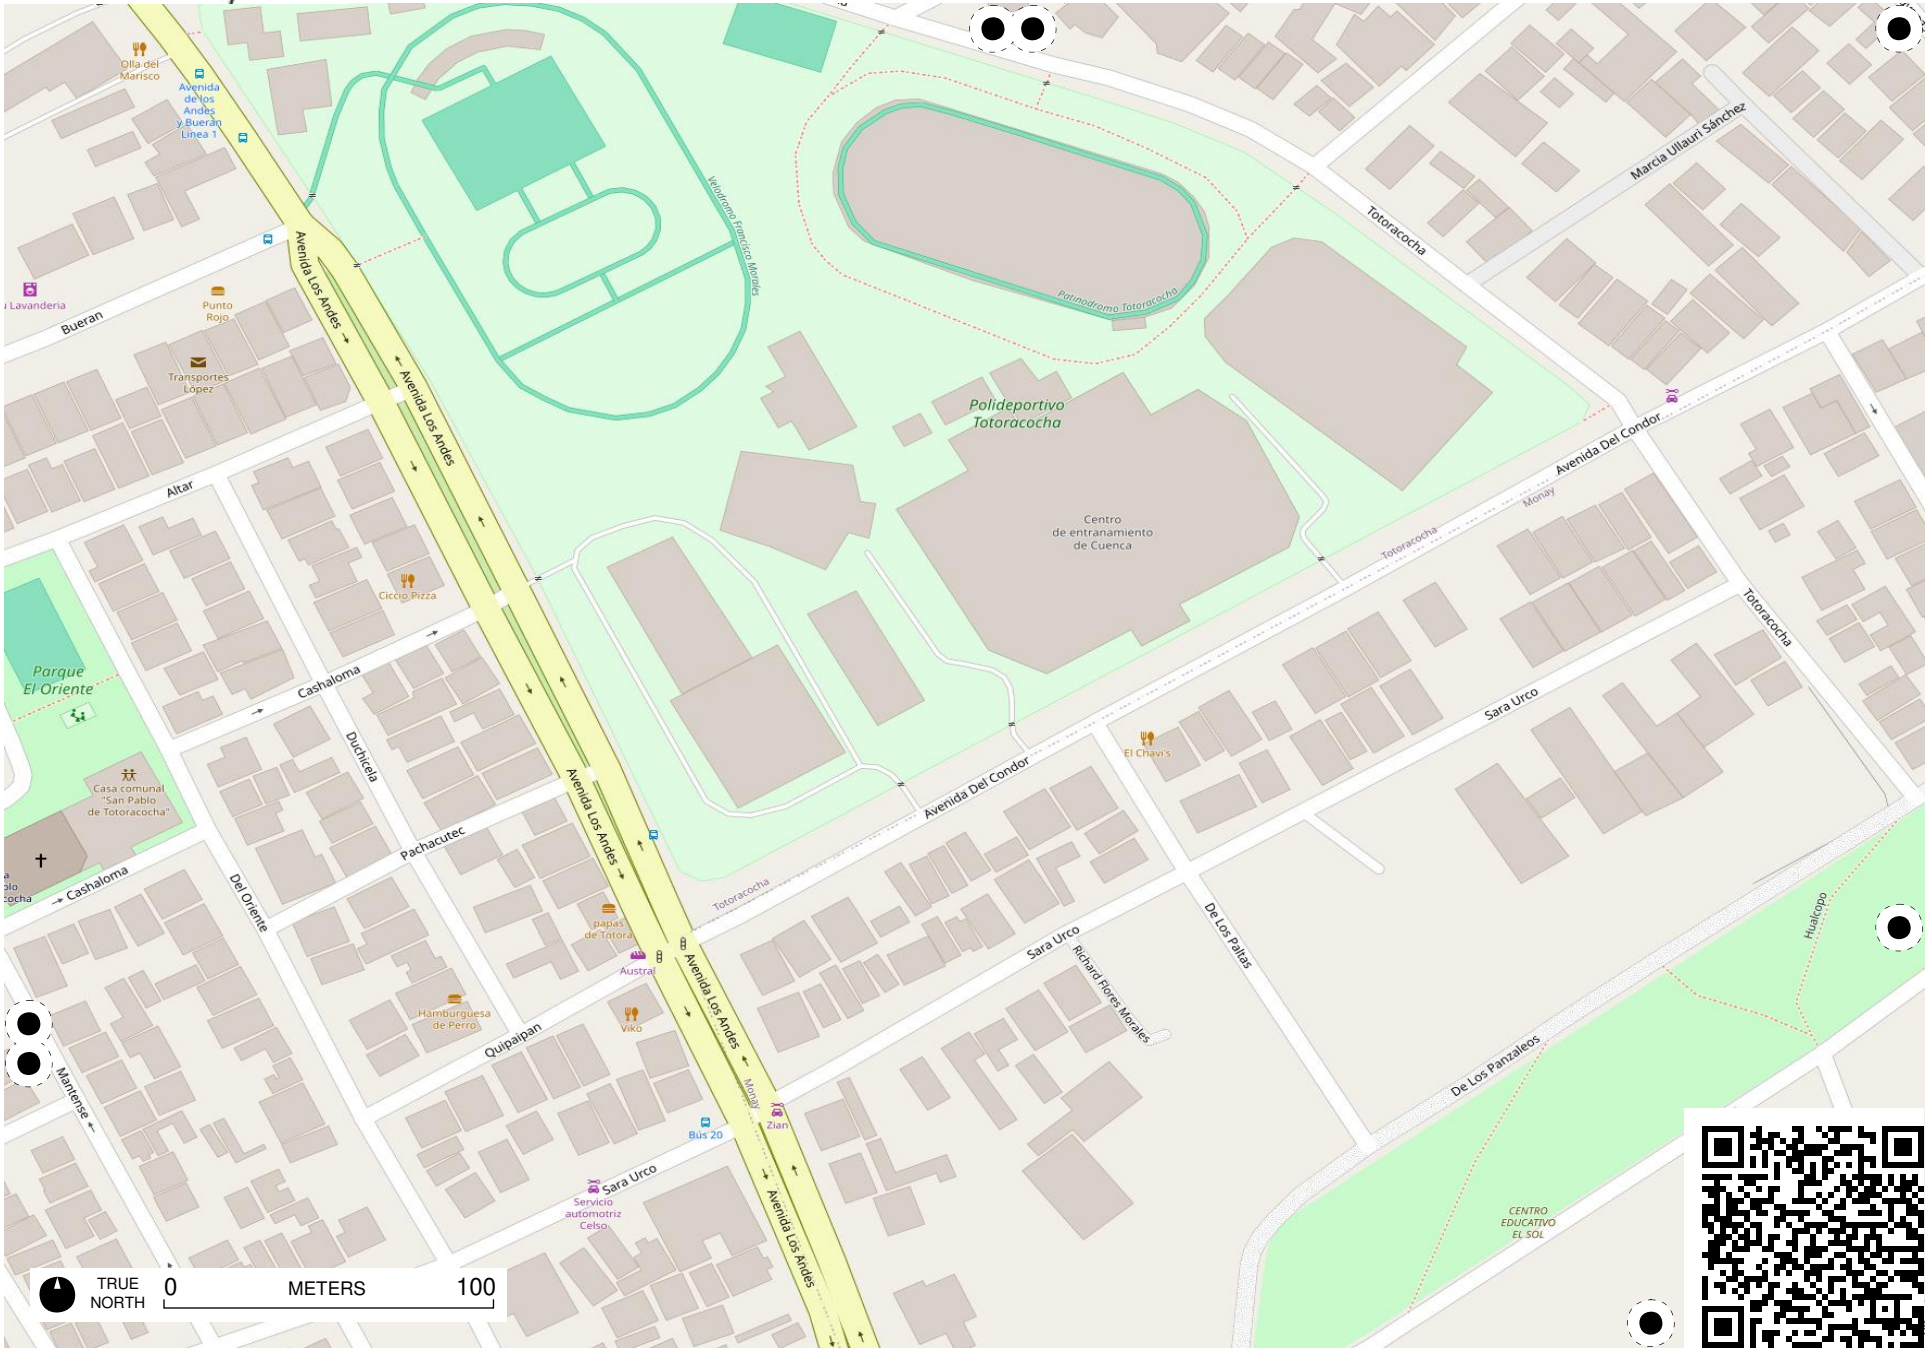 Olla del
Marisco
Avenida
de los
Andes
y Bueran
Linea 1
Marcia Ullauri Sánchez
Totoracocha
Velodromo Francisco Morales
Patinodromo Totoracocha
Avenida Los Andes
Lavanderia
Punto
Rojo
Bueran
Transportes
López
Avenida Los Andes
Polideportivo
Totoracocha
Avenida Del Condor
Altar
Monay
Centro
de entranamiento
de Cuenca
Totoracocha
Ciccio Pizza
Totoracocha
Parque
El Oriente
Cashaloma
Sara Urco
Duchicela
El Chavi's
Casa comunal
"San Pablo
de Totoracocha"
Avenida Los Andes
Avenida Del Condor
Pachacutec
Cashaloma
cocha
Del Oriente
Totoracocha
papas
de Totora
Hualcopo
De Los Paltas
Sara Urco
Austral
Avenida Los Andes
Richard Flores Morales
Hamburguesa
de Perro
Viko
Quipaipan
De Los Panzaleos
Mantense
Monay
Zian
Bus 20
Sara Urco
Servicio
automotriz
Celso
Avenida Los Andes
CENTRO
EDUCATIVO
EL SOL
TRUE
NORTH
0 METERS 100